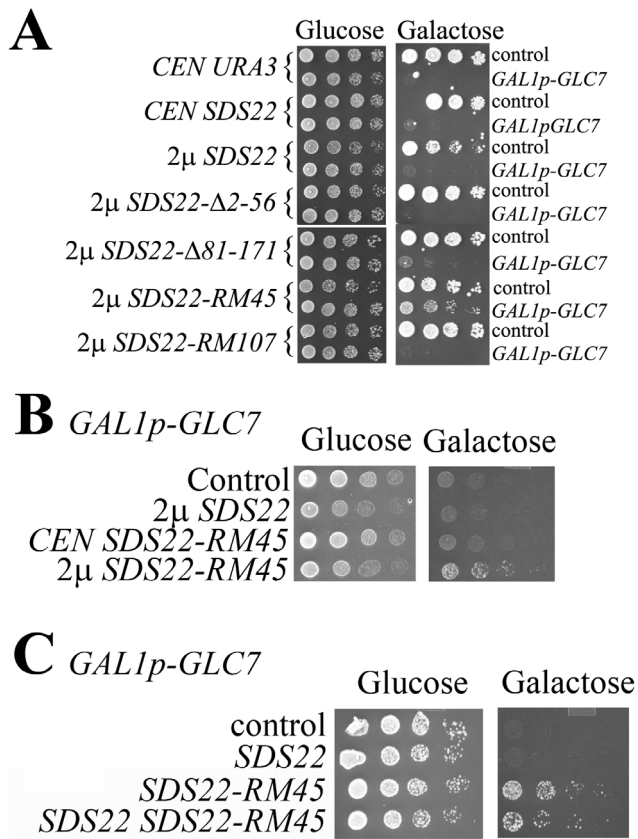 A
Glucose Galactose
CEN URA3 control
GAL1p-GLC7
CEN SDS22 control
GAL1pGLC7
2µ SDS22 control
GAL1p-GLC7
2µ SDS22-Δ2-56 control
GAL1p-GLC7
2µ SDS22-Δ81-171 control
GAL1p-GLC7
2µ SDS22-RM45 control
GAL1p-GLC7
2µ SDS22-RM107 control
GAL1p-GLC7
B GAL1p-GLC7
Glucose Galactose
Control
2µ SDS22
CEN SDS22-RM45
2µ SDS22-RM45
C GAL1p-GLC7
Glucose Galactose
control
SDS22
SDS22-RM45
SDS22 SDS22-RM45